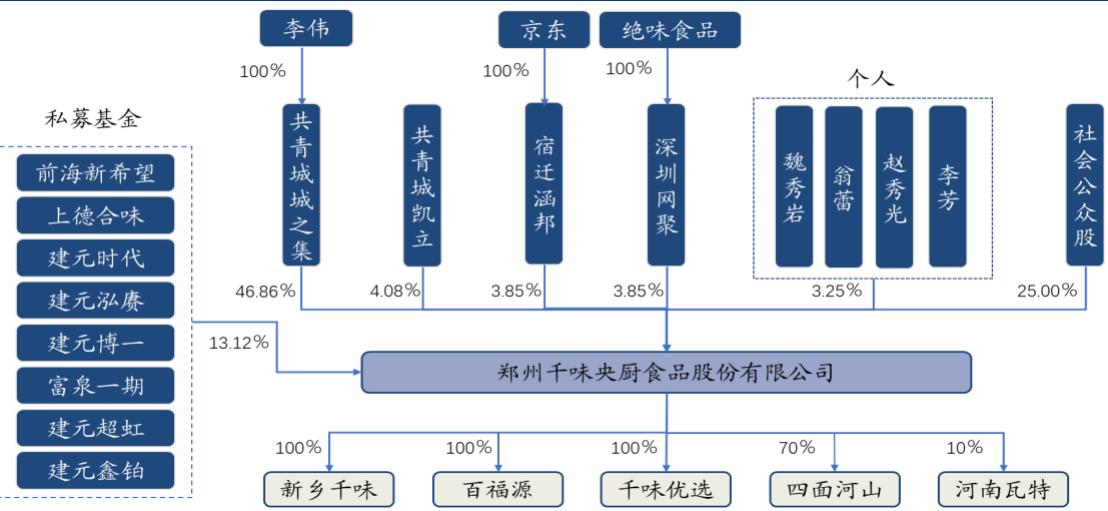 李伟
京东
绝味食品
100%
100%
100%
个人
私募基金
前海新希望
上德合味
建元时代
建元泓赓
建元博一
富泉一期
建元超虹
建元鑫铂
共青城城之集
共青城凯立
宿迁涵邦
深圳网聚
魏秀岩
翁蕾
赵秀光
李芳
社会公众股
46.86%
4.08%
3.85%
3.85%
3.25%
25.00%
13.12%
郑州千味央厨食品股份有限公司
100%
100%
100%
70%
10%
新乡千味
百福源
千味优选
四面河山
河南瓦特